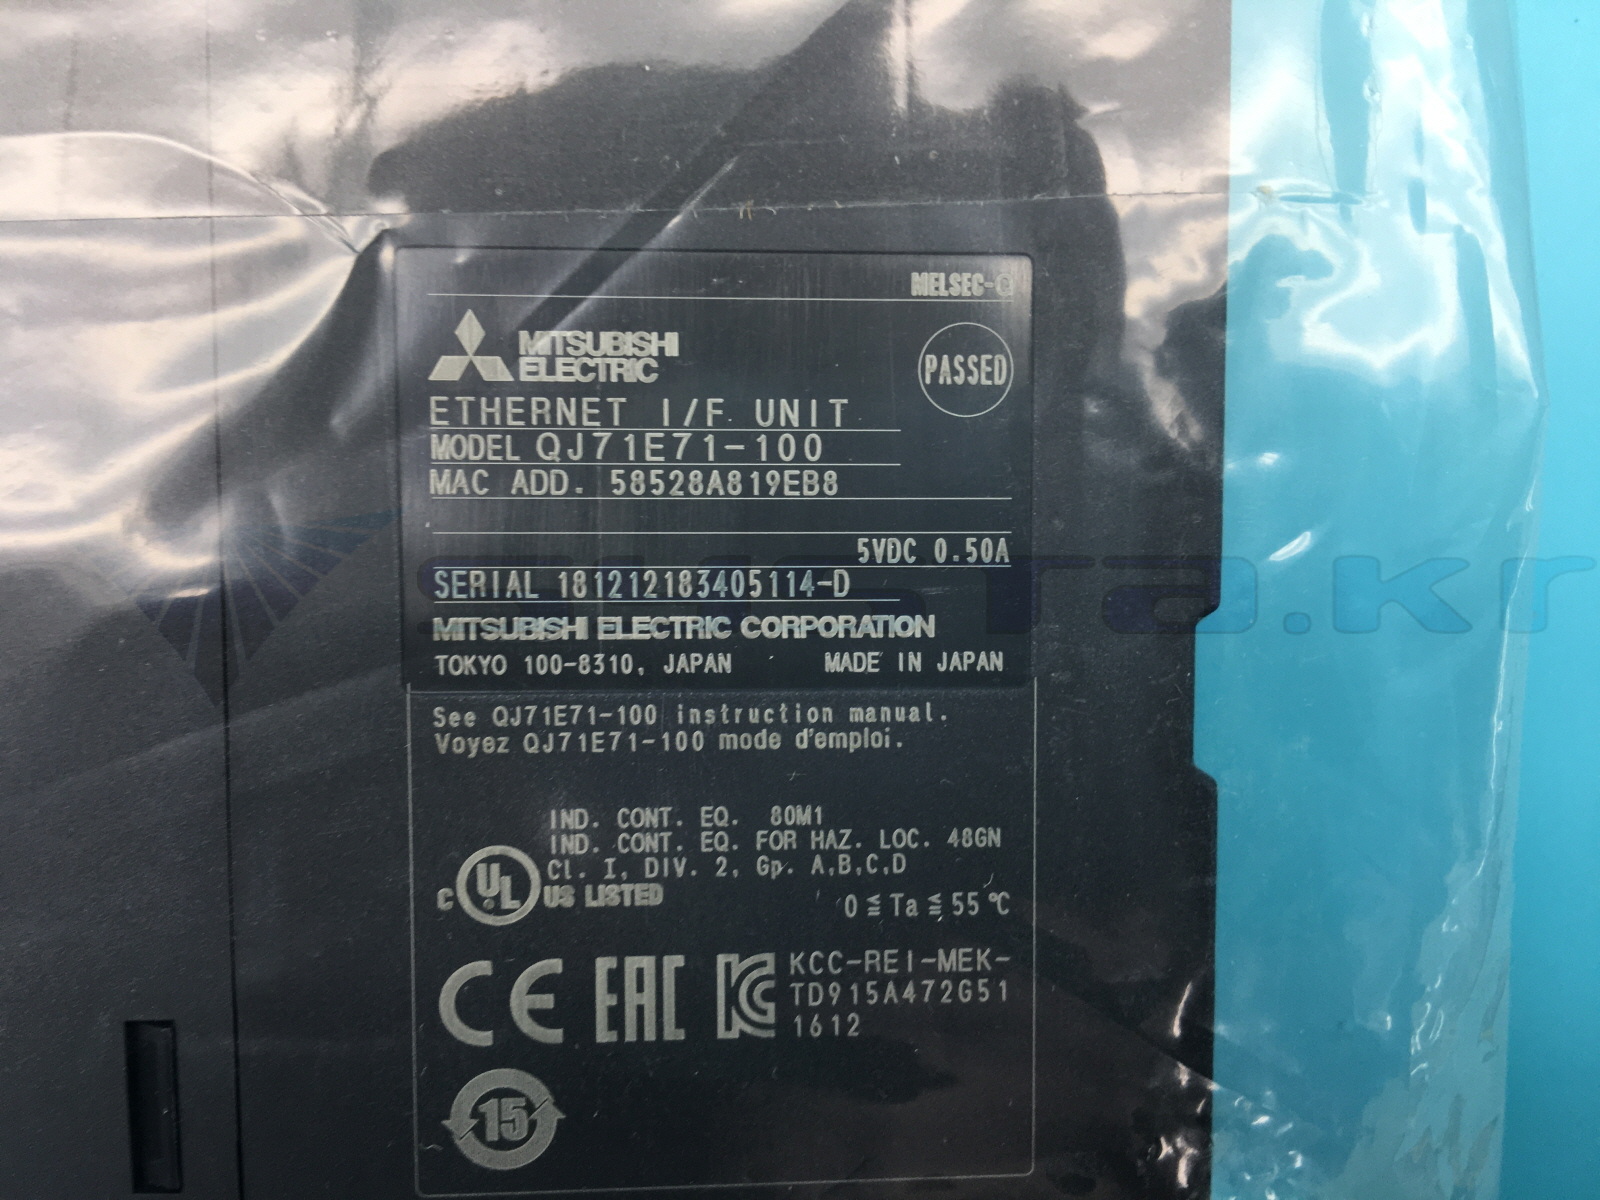 MELSEC-Q
MITSUBISHI
ELECTRIC
PASSED
ETHERNET I/F UNIT
MODEL QJ71E71-100
MAC ADD. 58528A819EB8
5VDC 0.50A
SERIAL 181212183405114-D
MITSUBISHI ELECTRIC CORPORATION
TOKYO 100-8310, JAPAN MADE IN JAPAN
See QJ71E71-100 instruction manual.
Voyez QJ71E71-100 mode d'emploi.
IND. CONT. EQ. 80M1
IND. CONT. EQ. FOR HAZ. LOC. 48GN
Cl. I, DIV. 2, Gp. A,B,C,D
C UL US LISTED
0≦Ta≦55℃
CE EAC KC KCC-REI-MEK-
TD915A472G51
1612
15